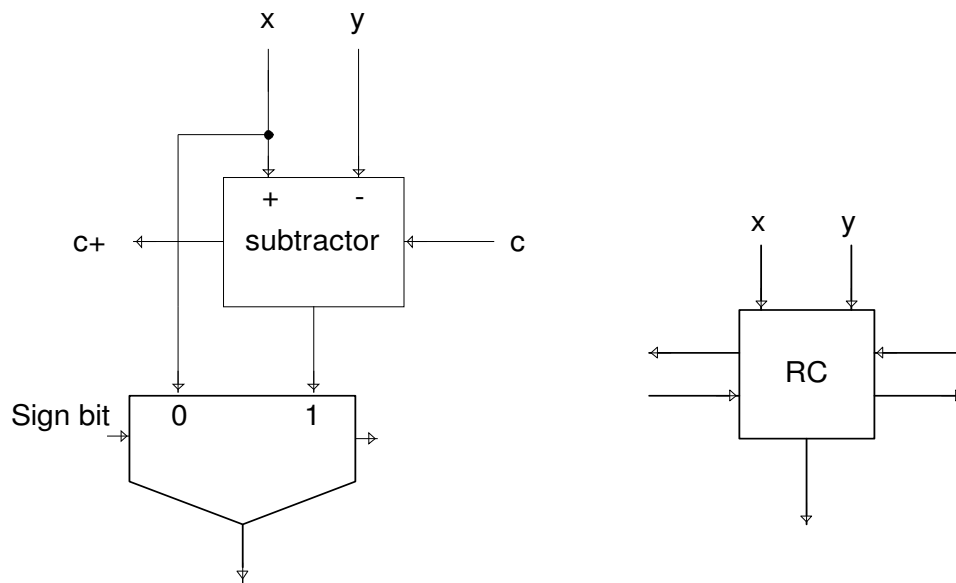 x y
+ -
subtractor
c+ c
Sign bit 0 1
x y
RC